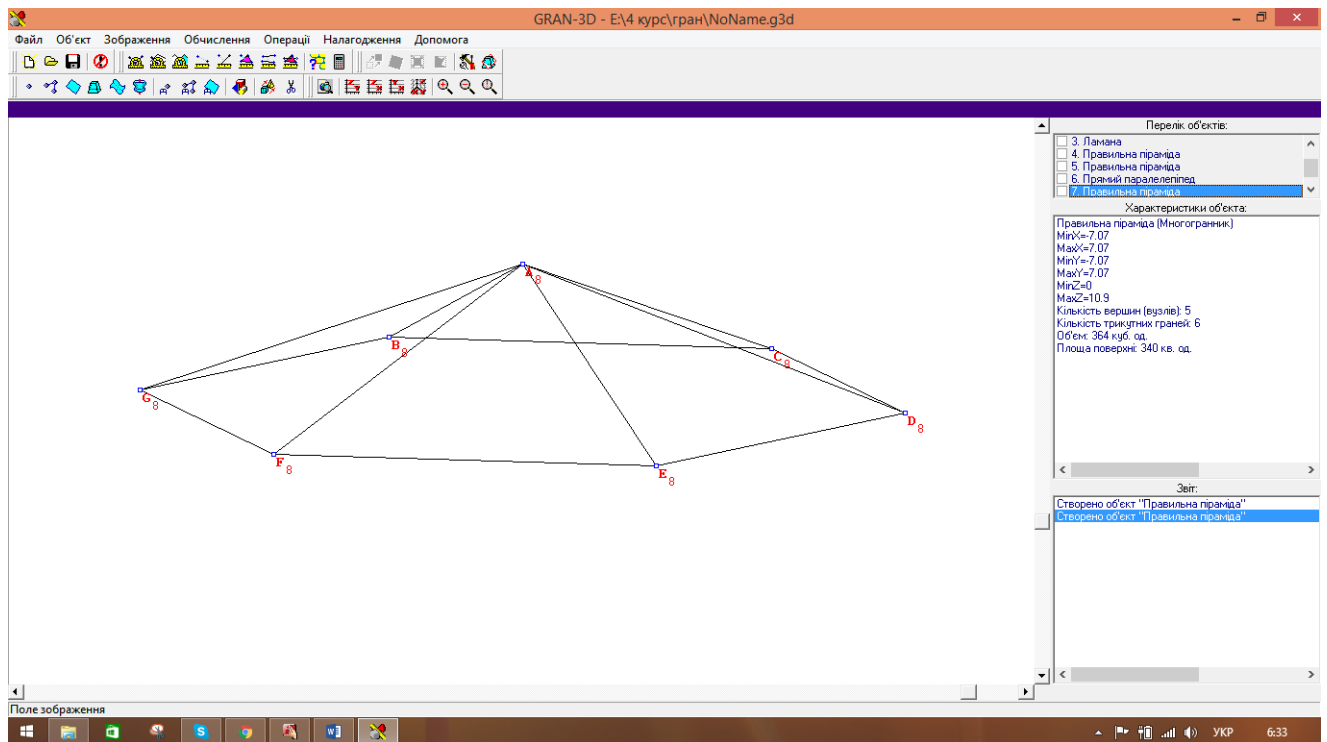 GRAN-3D - E:\4 курс\гран\NoName.g3d
Файл Об'єкт Зображення Обчислення Операції Налагодження Допомога
Перелік об'єктів:
3. Ламана
4. Правильна піраміда
5. Правильна піраміда
6. Прямий паралелепіпед
7. Правильна піраміда
Характеристики об'єкта:
Правильна піраміда (Многогранник)
MinX=-7.07
MaxX=7.07
MinY=-7.07
MaxY=7.07
MinZ=0
MaxZ=10.9
Кількість вершин (вузлів): 5
Кількість трикутних граней: 6
Об'єм: 364 куб. од.
Площа поверхні: 340 кв. од.
A8
B8
C8
G8
D8
F8
E8
Звіт:
Створено об'єкт "Правильна піраміда"
Створено об'єкт "Правильна піраміда"
Поле зображення
УКР 6:33